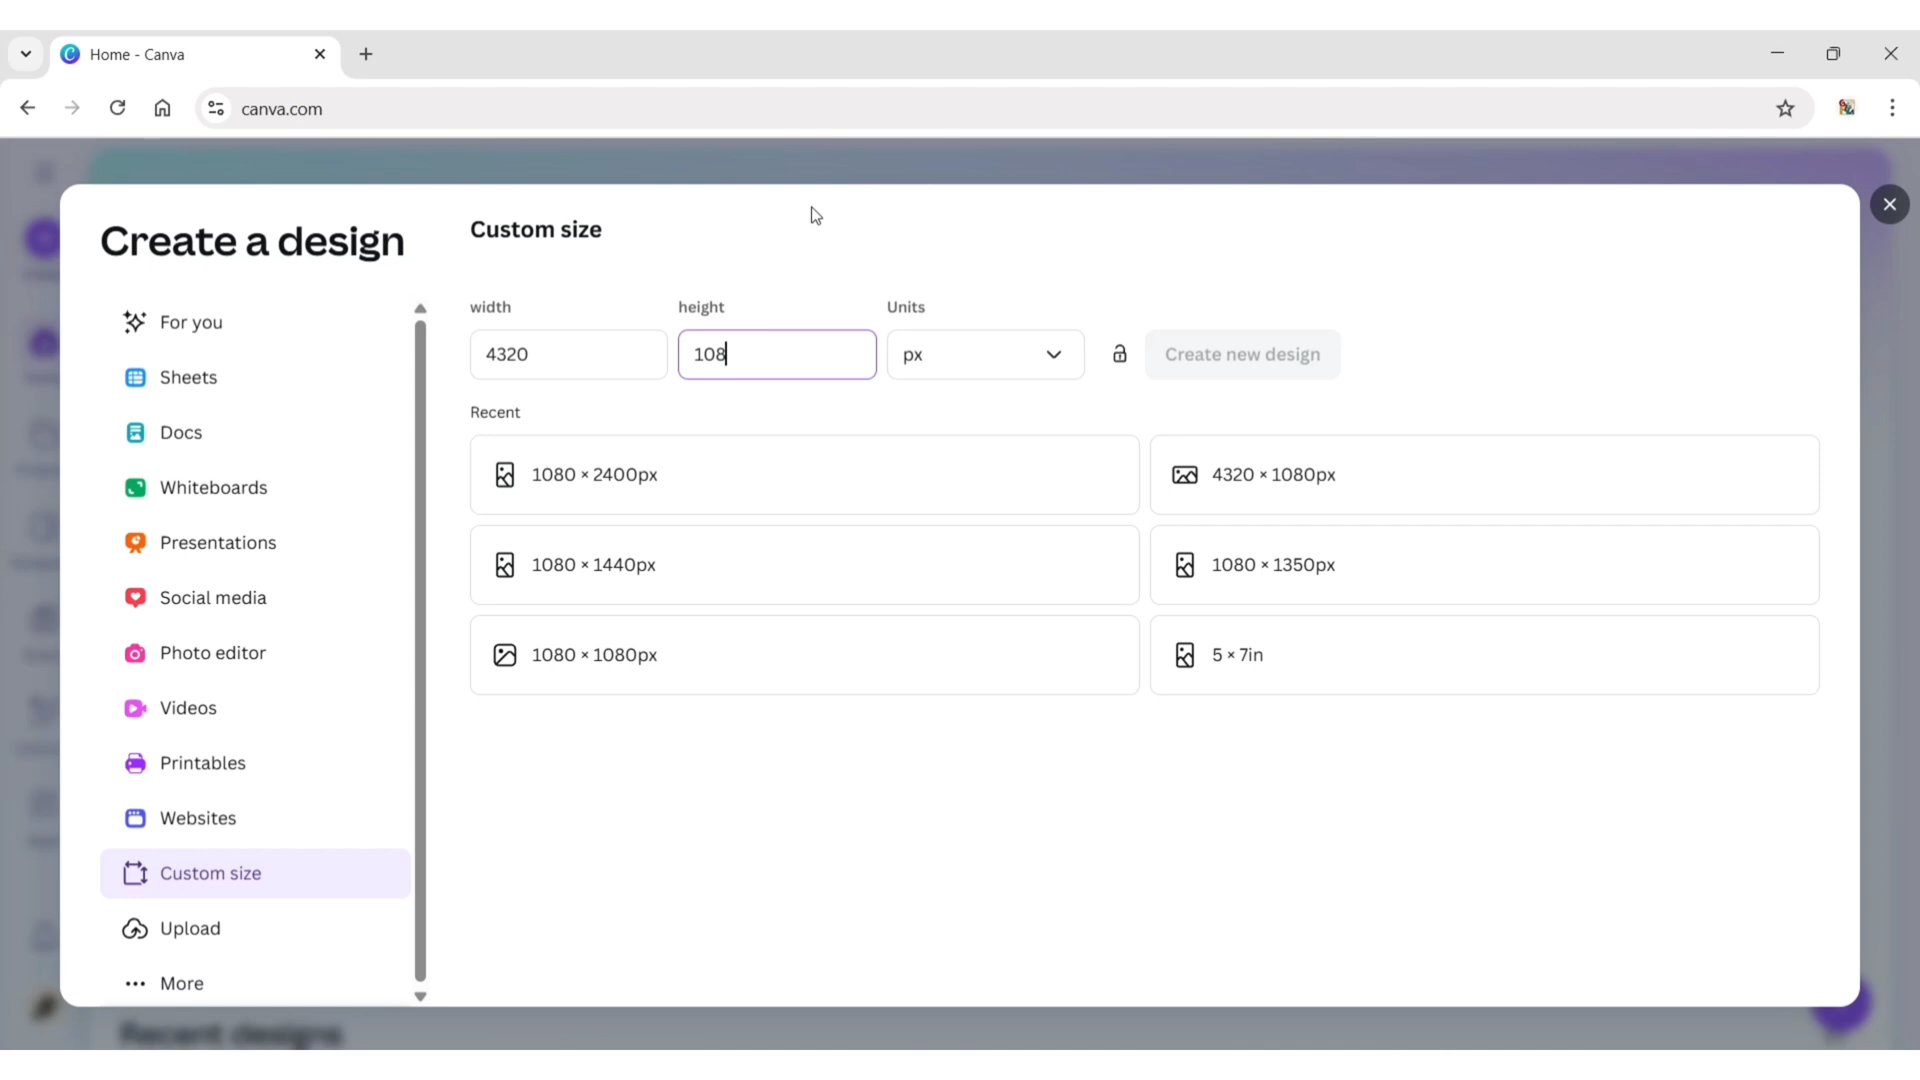 Home - Canva
canva.com
Create a design
For you
Sheets
Docs
Whiteboards
Presentations
Social media
Photo editor
Videos
Printables
Websites
Custom size
Upload
More
Custom size
width height Units
4320 108 px Create new design
Recent
1080 × 2400px 4320 × 1080px
1080 × 1440px 1080 × 1350px
1080 × 1080px 5 × 7in
Recent designs